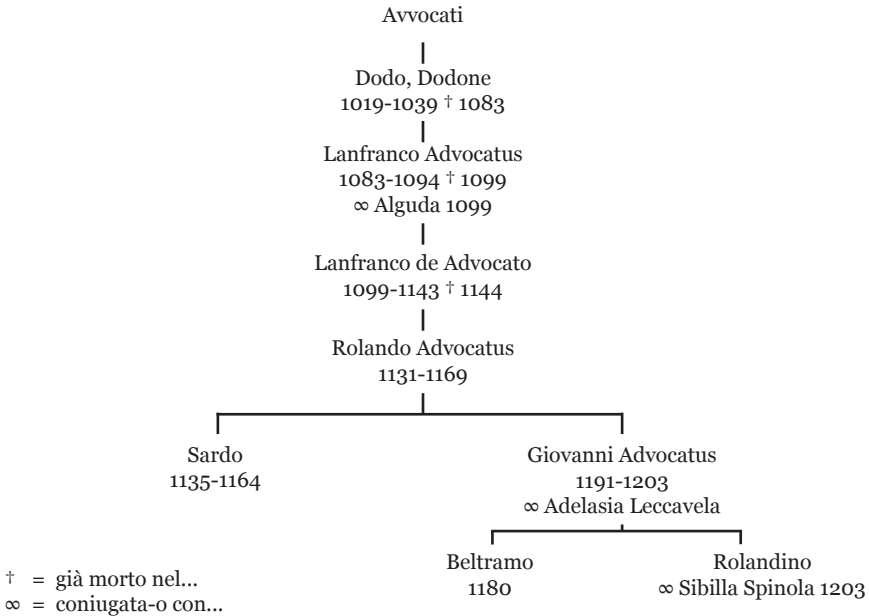 Avvocati
Dodo, Dodone
1019-1039 † 1083
Lanfranco Advocatus
1083-1094 † 1099
∞ Alguda 1099
Lanfranco de Advocato
1099-1143 † 1144
Rolando Advocatus
1131-1169
Sardo
1135-1164
Giovanni Advocatus
1191-1203
∞ Adelasia Leccavela
Beltramo
1180
Rolandino
∞ Sibilla Spinola 1203
† = già morto nel...
∞ = coniugata-o con...